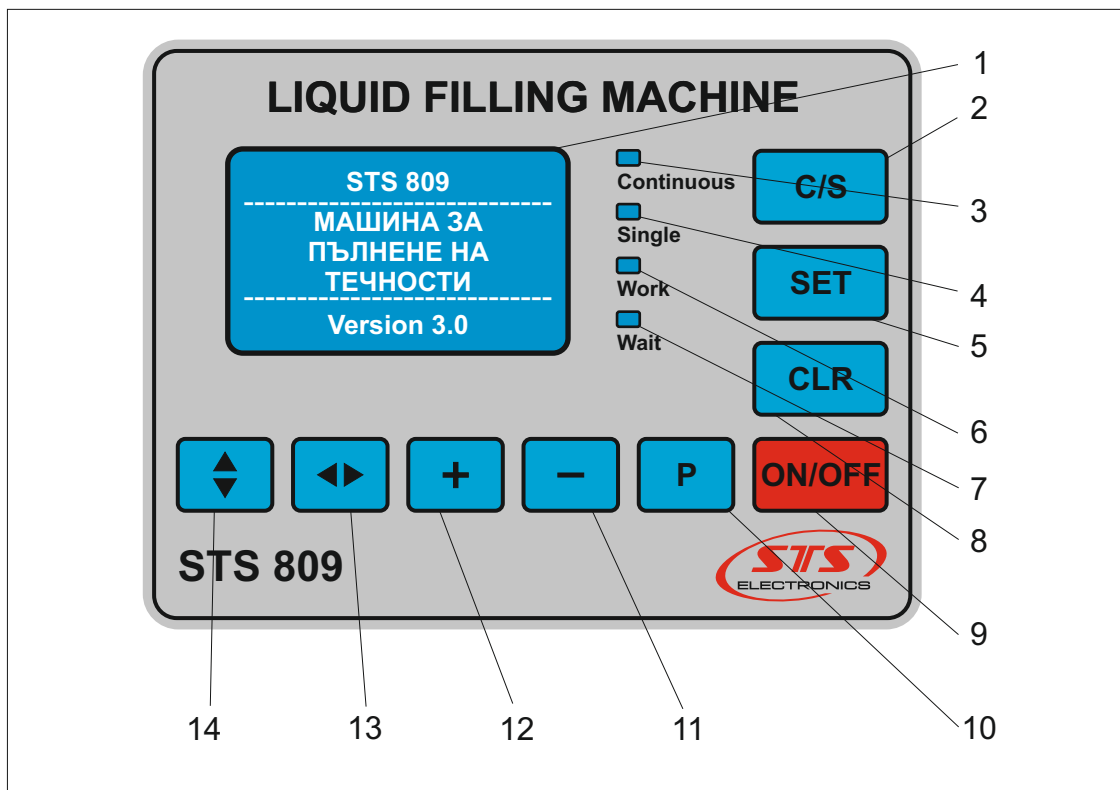 LIQUID FILLING MACHINE
STS 809
МАШИНА ЗА
ПЪЛНЕНЕ НА
ТЕЧНОСТИ
Version 3.0
Continuous
Single
Work
Wait
C/S
SET
CLR
+
−
P
ON/OFF
STS 809
STS
ELECTRONICS
1
2
3
4
5
6
7
8
9
10
11
12
13
14